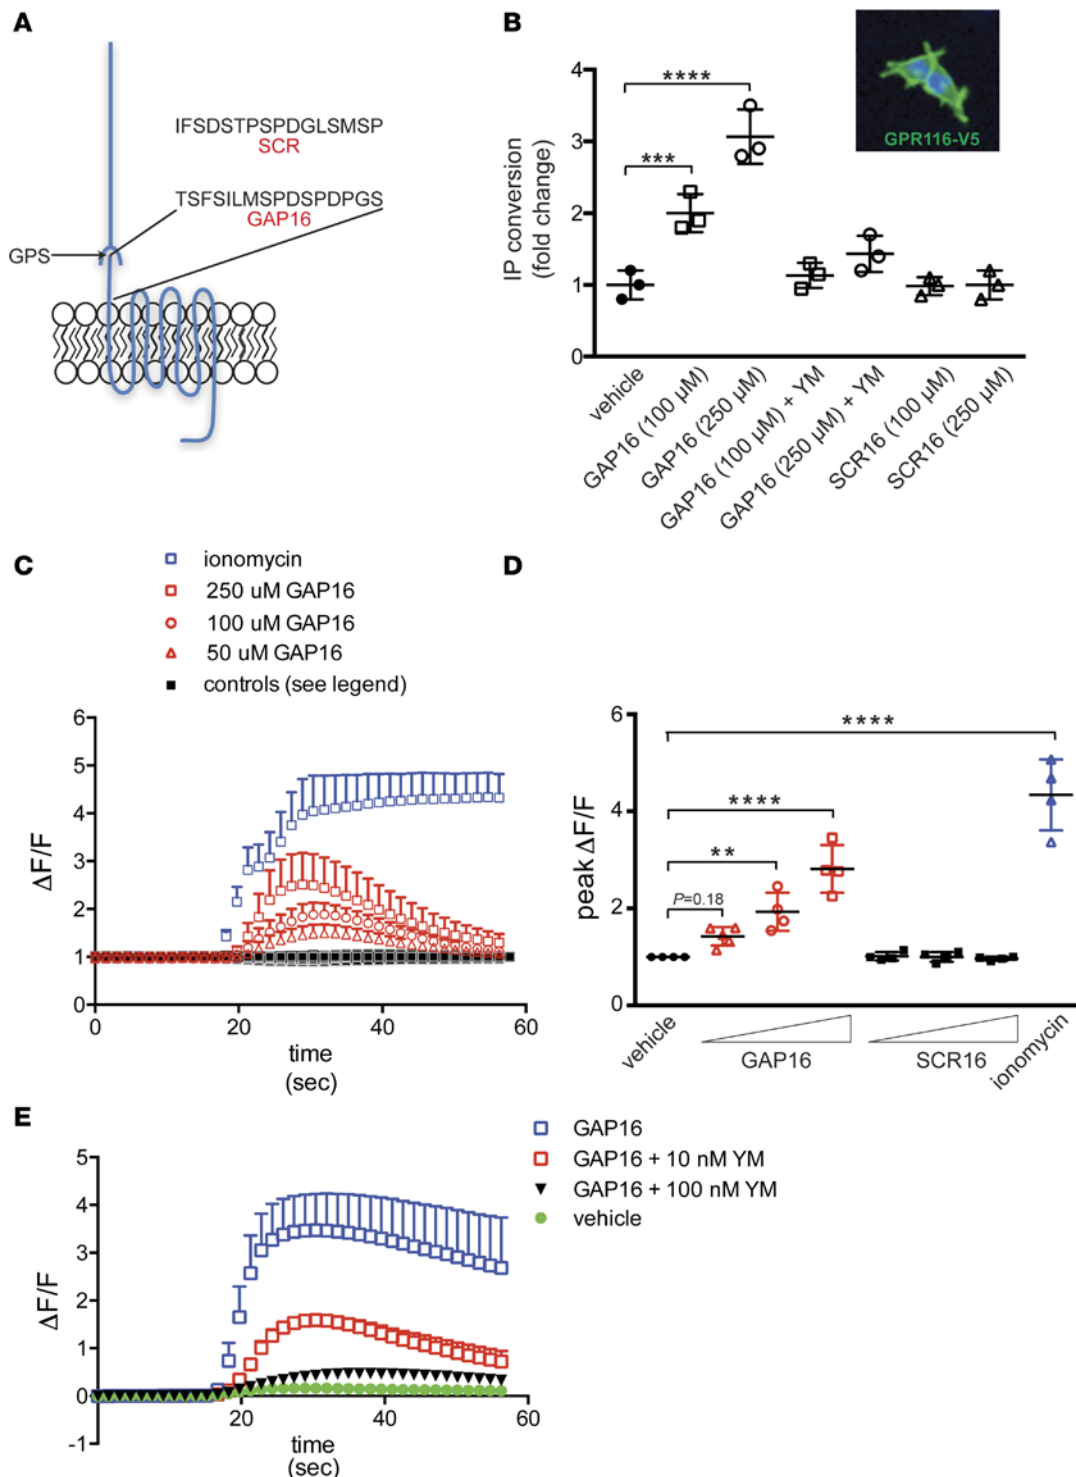 A
IFSDSTPSPDGLSMSP
SCR
TSFSILMSPDSPDPGS
GAP16
GPS
B
GPR116-V5
****
***
IP conversion
(fold change)
4
3
2
1
0
vehicle
GAP16 (100 µM)
GAP16 (250 µM)
GAP16 (100 µM) + YM
GAP16 (250 µM) + YM
SCR16 (100 µM)
SCR16 (250 µM)
C
ionomycin
250 uM GAP16
100 uM GAP16
50 uM GAP16
controls (see legend)
ΔF/F
6
5
4
3
2
1
0
0
20
40
60
time
(sec)
D
peak ΔF/F
6
4
2
0
****
****
**
P=0.18
vehicle
GAP16
SCR16
ionomycin
E
GAP16
GAP16 + 10 nM YM
GAP16 + 100 nM YM
vehicle
ΔF/F
5
4
3
2
1
0
-1
20
40
60
time
(sec)